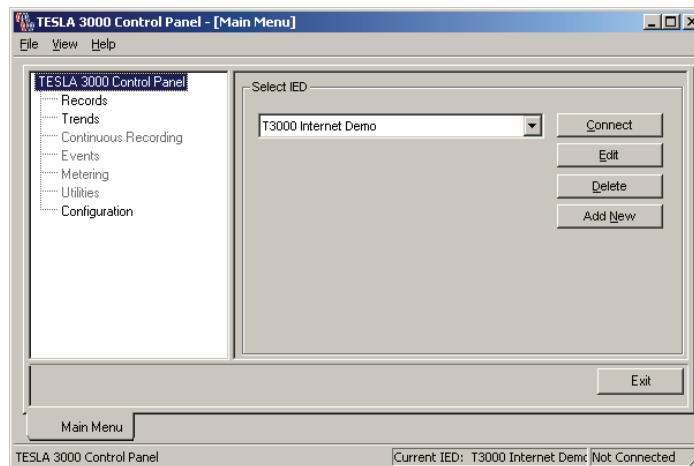 TESLA 3000 Control Panel - [Main Menu]
File View Help
TESLA 3000 Control Panel
Records
Trends
Continuous Recording
Events
Metering
Utilities
Configuration
Select IED
T3000 Internet Demo
Connect
Edit
Delete
Add New
Exit
Main Menu
TESLA 3000 Control Panel Current IED: T3000 Internet Demo Not Connected